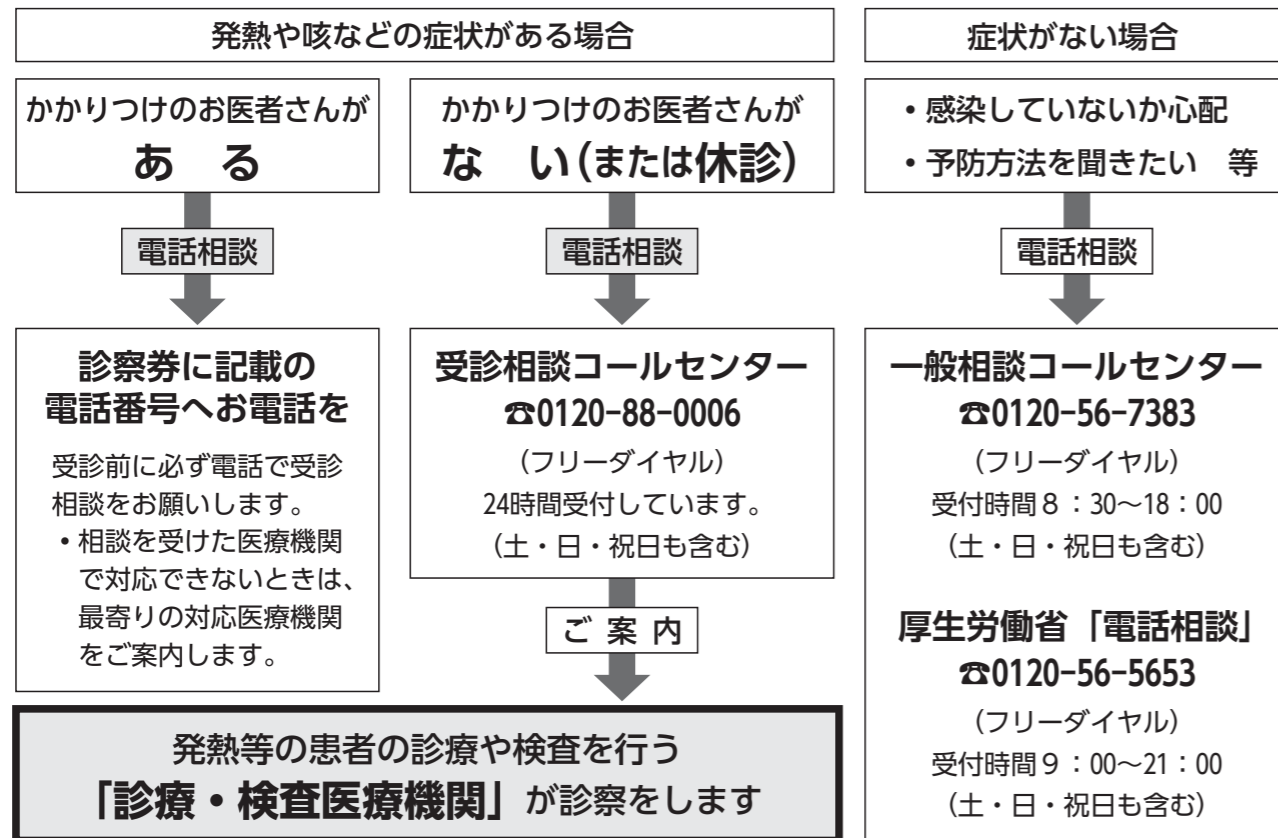 発熱や咳などの症状がある場合
かかりつけのお医者さんが
あ る
電話相談
診察券に記載の
電話番号へお電話を
受診前に必ず電話で受診
相談をお願いします。
・相談を受けた医療機関
で対応できないときは、
最寄りの対応医療機関
をご案内します。
かかりつけのお医者さんが
な い(または休診)
電話相談
受診相談コールセンター
☎0120-88-0006
(フリーダイヤル)
24時間受付しています。
(土・日・祝日も含む)
ご 案 内
発熱等の患者の診療や検査を行う
「診療・検査医療機関」が診察をします
症状がない場合
・感染していないか心配
・予防方法を聞きたい 等
電話相談
一般相談コールセンター
☎0120-56-7383
(フリーダイヤル)
受付時間8:30~18:00
(土・日・祝日も含む)
厚生労働省「電話相談」
☎0120-56-5653
(フリーダイヤル)
受付時間9:00~21:00
(土・日・祝日も含む)